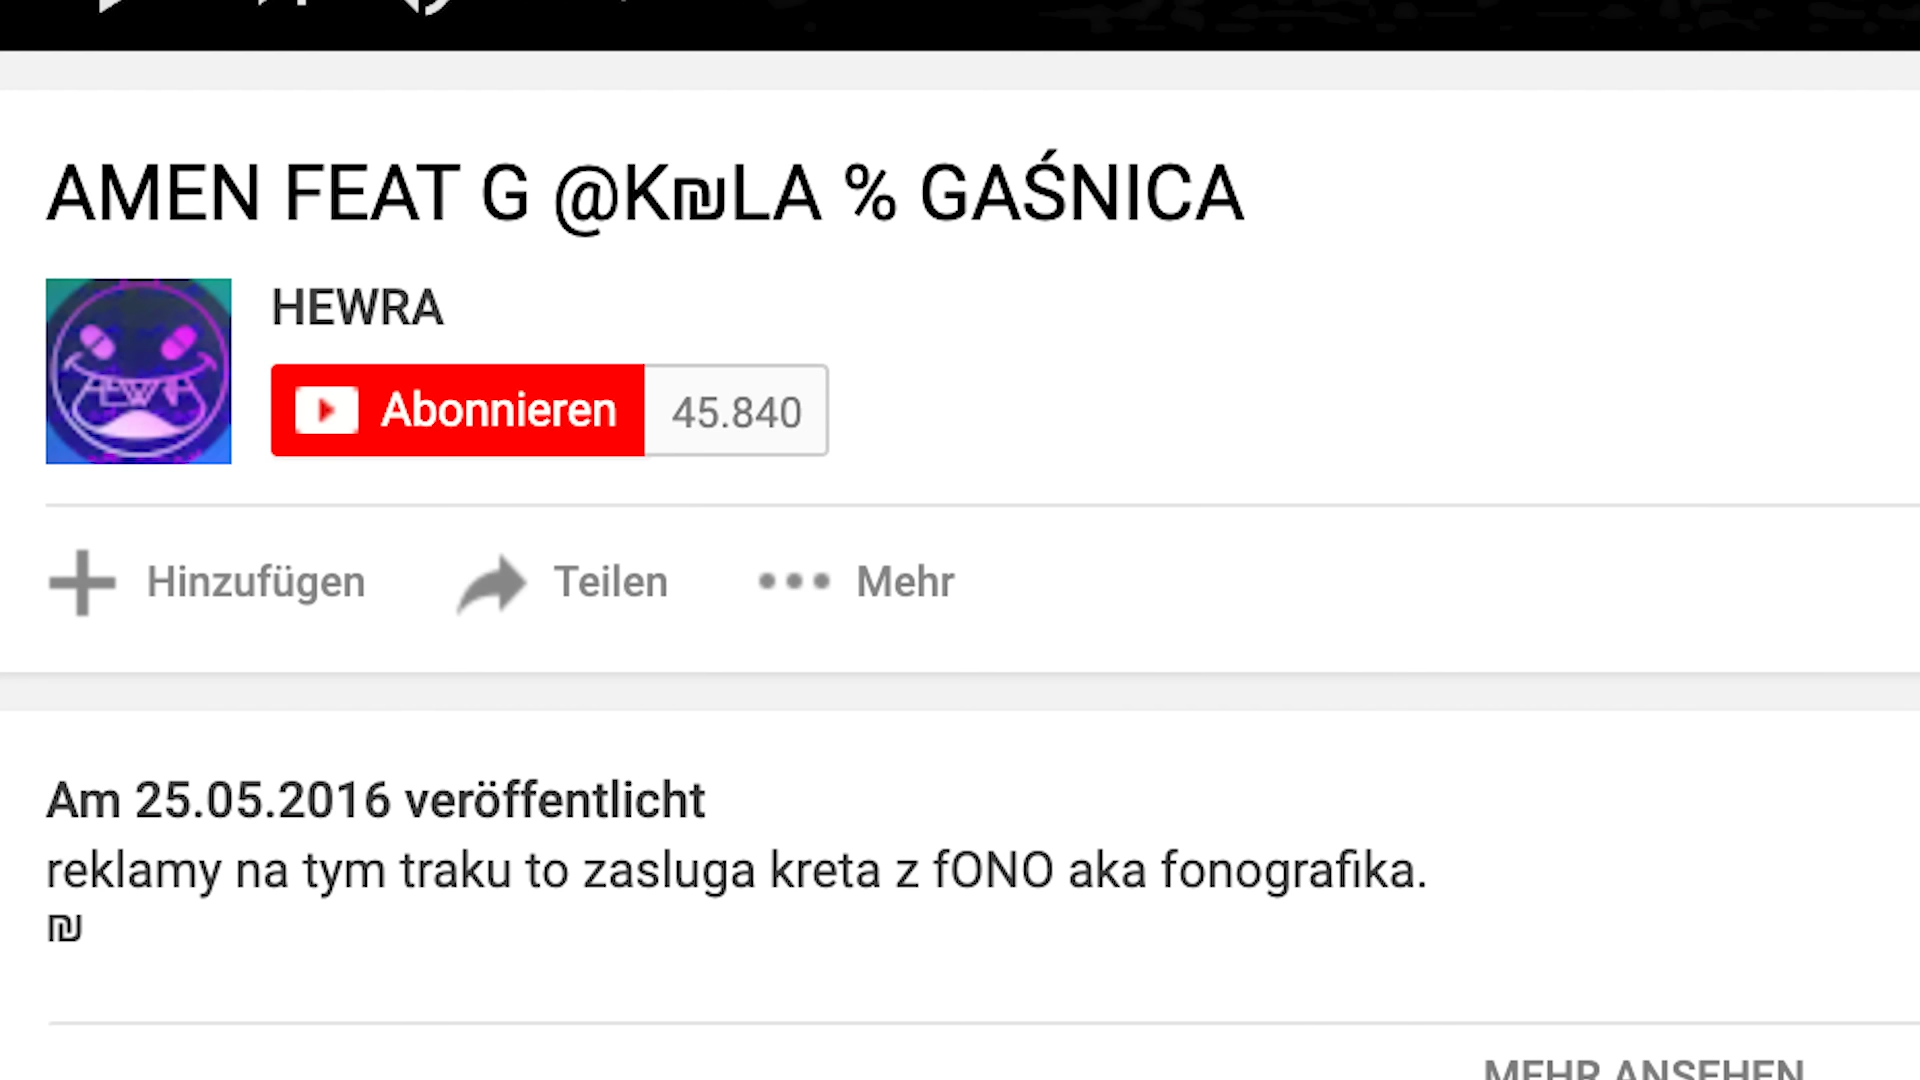 AMEN FEAT G @K₪LA % GAŚNICA
HEWRA
Abonnieren 45.840
Hinzufügen Teilen Mehr
Am 25.05.2016 veröffentlicht
reklamy na tym traku to zasluga kreta z fONO aka fonografika.
₪
MEHR ANSEHEN